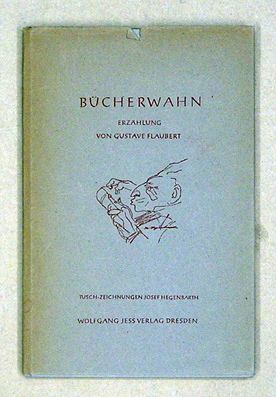 BÜCHERWAHN
ERZÄHLUNG
VON GUSTAVE FLAUBERT
TUSCH-ZEICHNUNGEN JOSEF HEGENBARTH
WOLFGANG JESS VERLAG DRESDEN